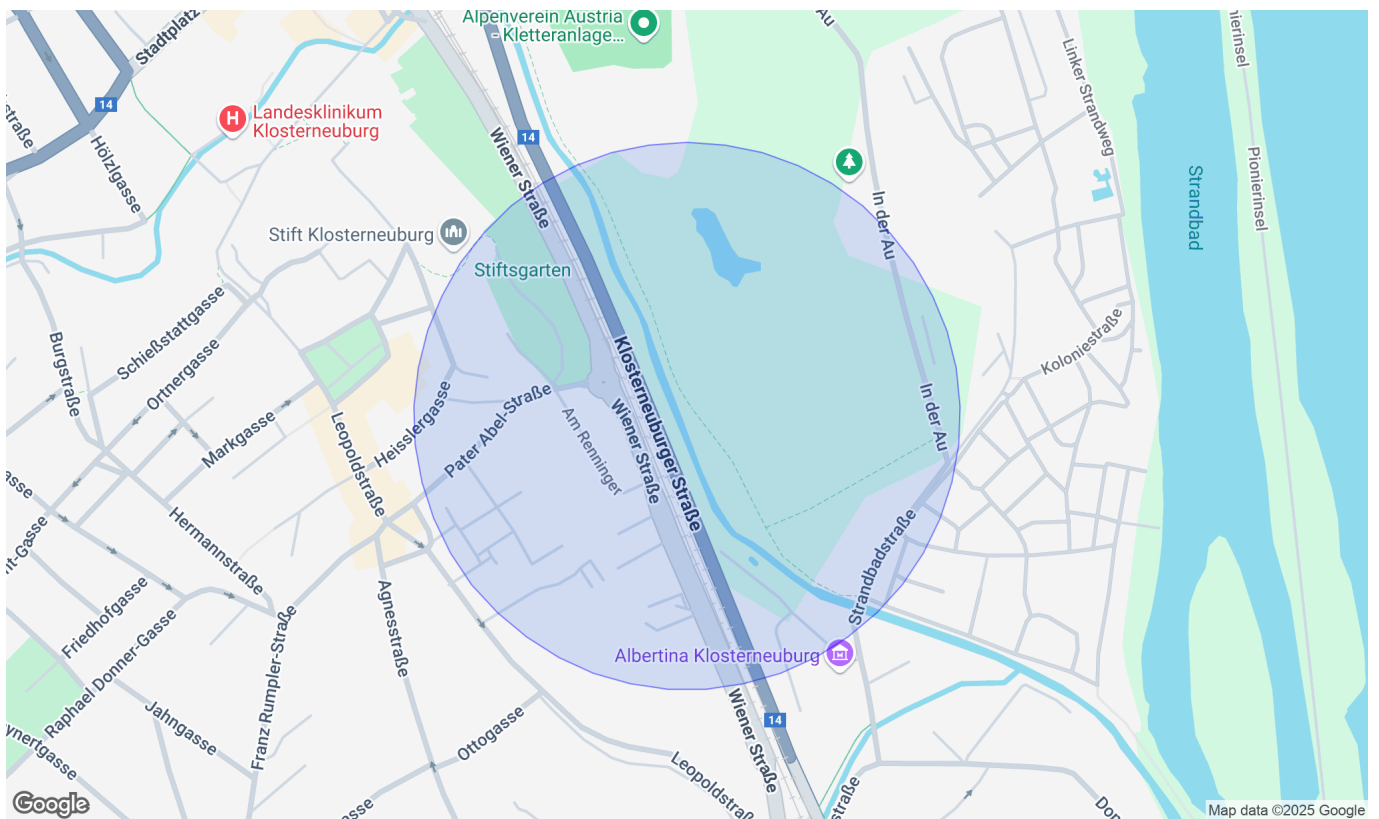 Alpenverein Austria
- Kletteranlage...
Au
Stadtplatz
14
Landesklinikum
Klosterneuburg
Hölzlgasse
14
Wiener Straße
Linker Strandweg
Pionierinsel
Strandbad
In der Au
Stift Klosterneuburg
Stiftsgarten
Schießstattgasse
Ortnergasse
Burgstraße
Markgasse
Leopoldstraße
Heisslergasse
Pater Abel-Straße
Am Renninger
Wiener Straße
Klosterneuburger Straße
In der Au
Koloniestraße
Hermannstraße
Friedhofgasse
Raphael Donner-Gasse
Franz Rumpler-Straße
Agnesstraße
Strandbadstraße
Albertina Klosterneuburg
Jahngasse
Ottogasse
Leopoldstraß
Wiener Straße
14
straße
Google
Map data ©2025 Google